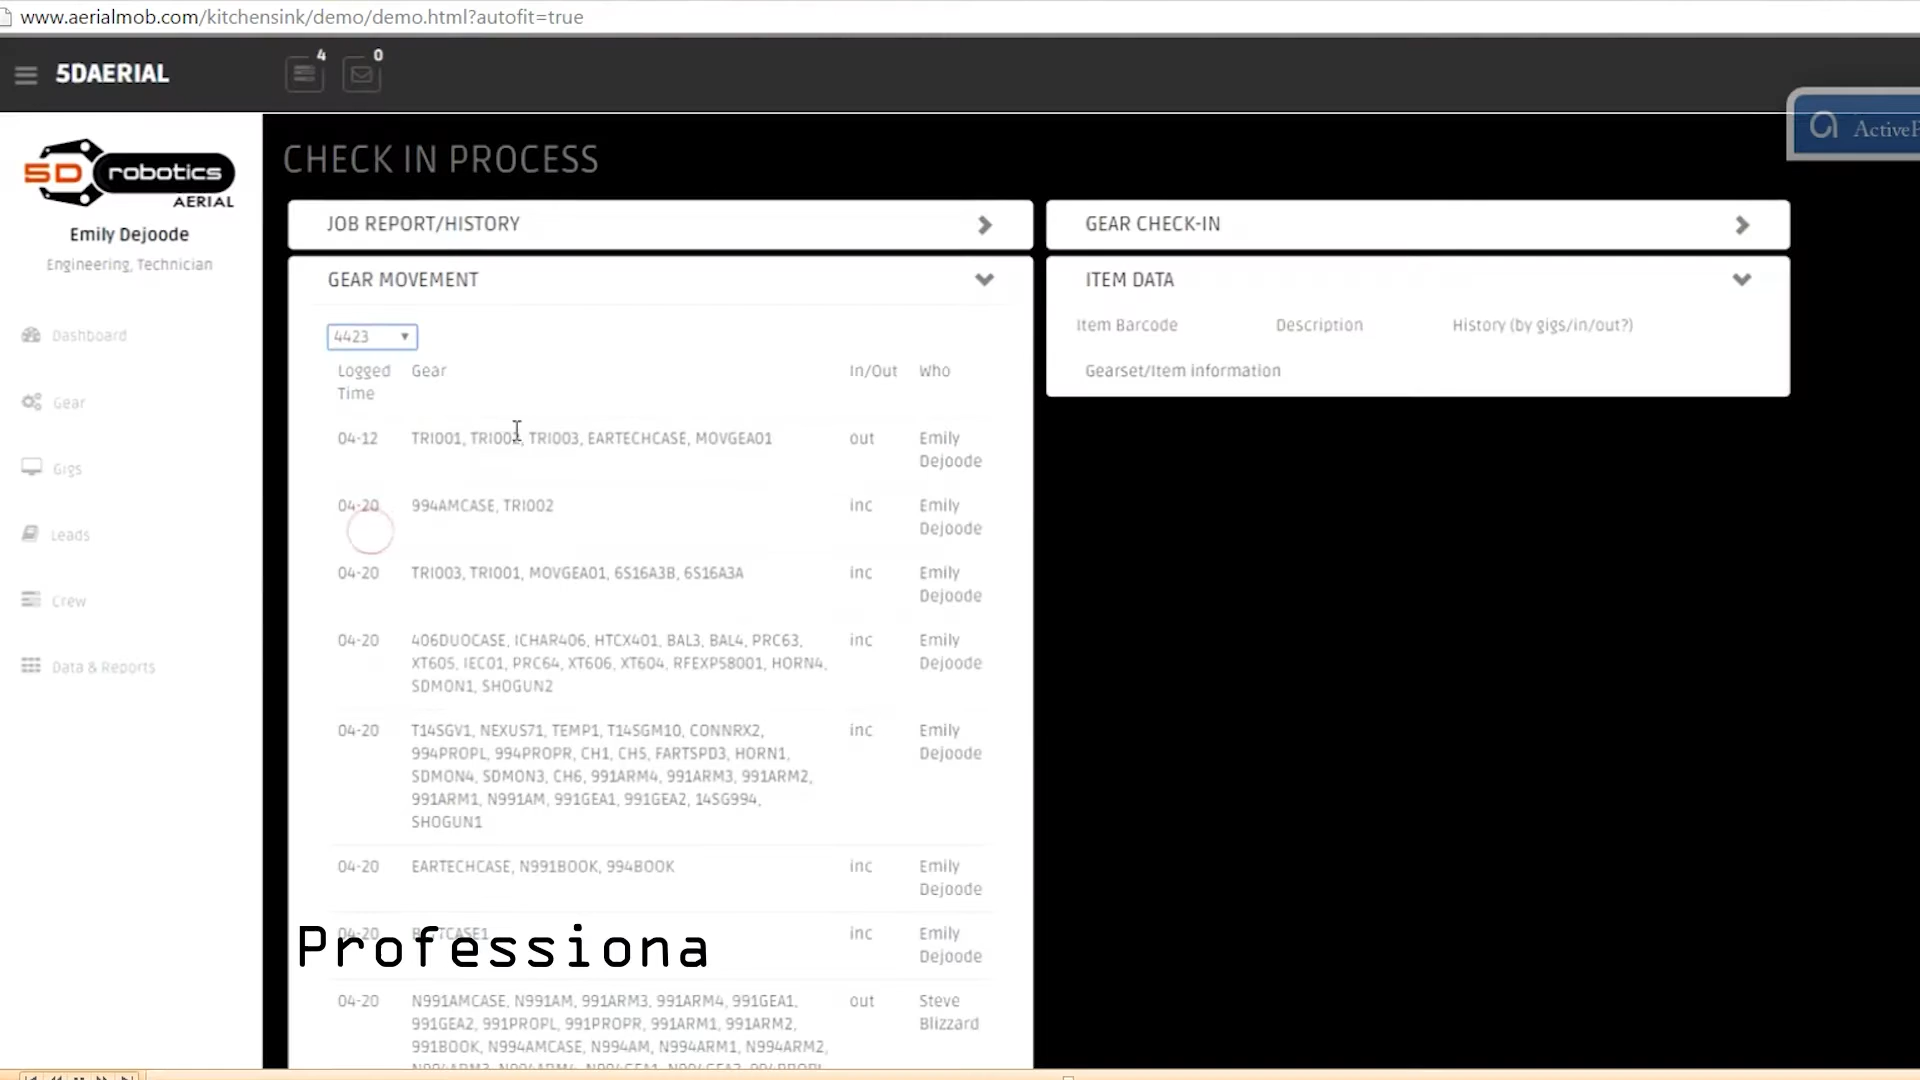 www.aerialmob.com/kitchensink/demo/demo.html?autofit=true
5DAERIAL
4
0
5D robotics
AERIAL
Emily Dejoode
Engineering, Technician
Dashboard
Gear
Gigs
Leads
Crew
Data & Reports
CHECK IN PROCESS
JOB REPORT/HISTORY
GEAR MOVEMENT
4423
Logged Time Gear In/Out Who
04-12 TRI001, TRI002, TRI003, EARTECHCASE, MOVGEA01 out Emily Dejoode
04-20 994AMCASE, TRI002 inc Emily Dejoode
04-20 TRI003, TRI001, MOVGEA01, 6S16A3B, 6S16A3A inc Emily Dejoode
04-20 406DUOCASE, ICHAR406, HTCX401, BAL3, BAL4, PRC63, inc Emily Dejoode
XT605, IEC01, PRC64, XT606, XT604, RFEXP58001, HORN4,
SDMON1, SHOGUN2
04-20 T14SGV1, NEXUS71, TEMP1, T14SGM10, CONNRX2, inc Emily Dejoode
994PROPL, 994PROPR, CH1, CH5, FARTSPD3, HORN1,
SDMON4, SDMON3, CH6, 991ARM4, 991ARM3, 991ARM2,
991ARM1, N991AM, 991GEA1, 991GEA2, 14SG994,
SHOGUN1
04-20 EARTECHCASE, N991BOOK, 994BOOK inc Emily Dejoode
04-20 inc Emily Dejoode
Professiona
04-20 N991AMCASE, N991AM, 991ARM3, 991ARM4, 991GEA1, out Steve Blizzard
991GEA2, 991PROPL, 991PROPR, 991ARM1, 991ARM2,
991BOOK, N994AMCASE, N994AM, N994ARM1, N994ARM2,
GEAR CHECK-IN
ITEM DATA
Item Barcode Description History (by gigs/in/out?)
Gearset/Item information